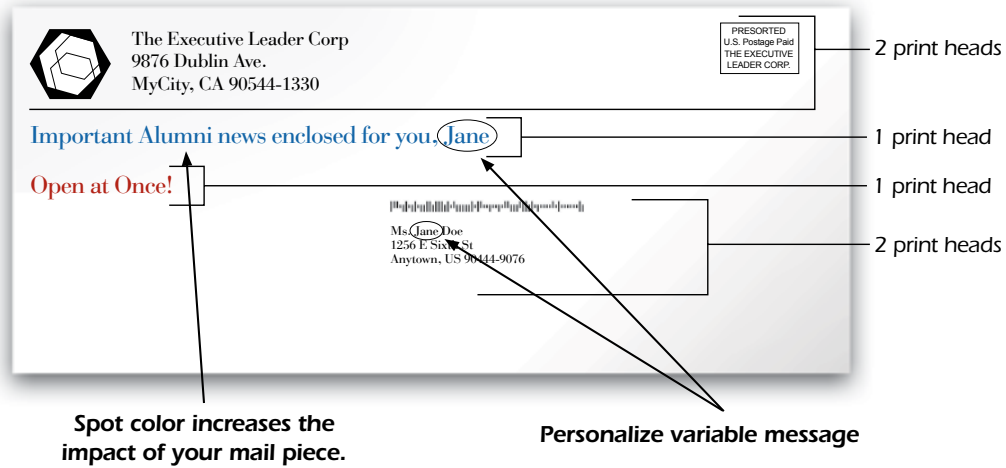 The Executive Leader Corp
9876 Dublin Ave.
MyCity, CA 90544-1330
PRESORTED
U.S. Postage Paid
THE EXECUTIVE
LEADER CORP.
2 print heads
Important Alumni news enclosed for you, Jane
1 print head
Open at Once!
1 print head
Ms. Jane Doe
1256 E Sixth St
Anytown, US 90444-9076
2 print heads
Spot color increases the
impact of your mail piece.
Personalize variable message